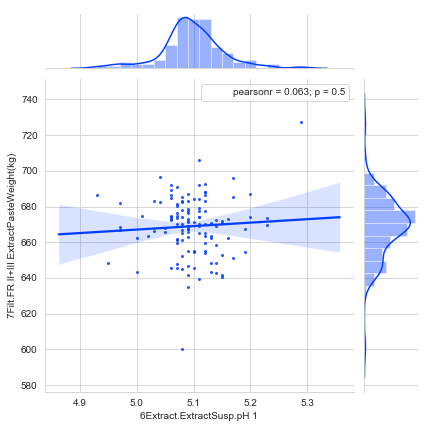 pearsonr = 0.063; p = 0.5
740
720
700
680
660
640
620
600
580
7Filt.FR II+III ExtractPasteWeight(kg)
4.9 5.0 5.1 5.2 5.3
6Extract.ExtractSusp.pH 1